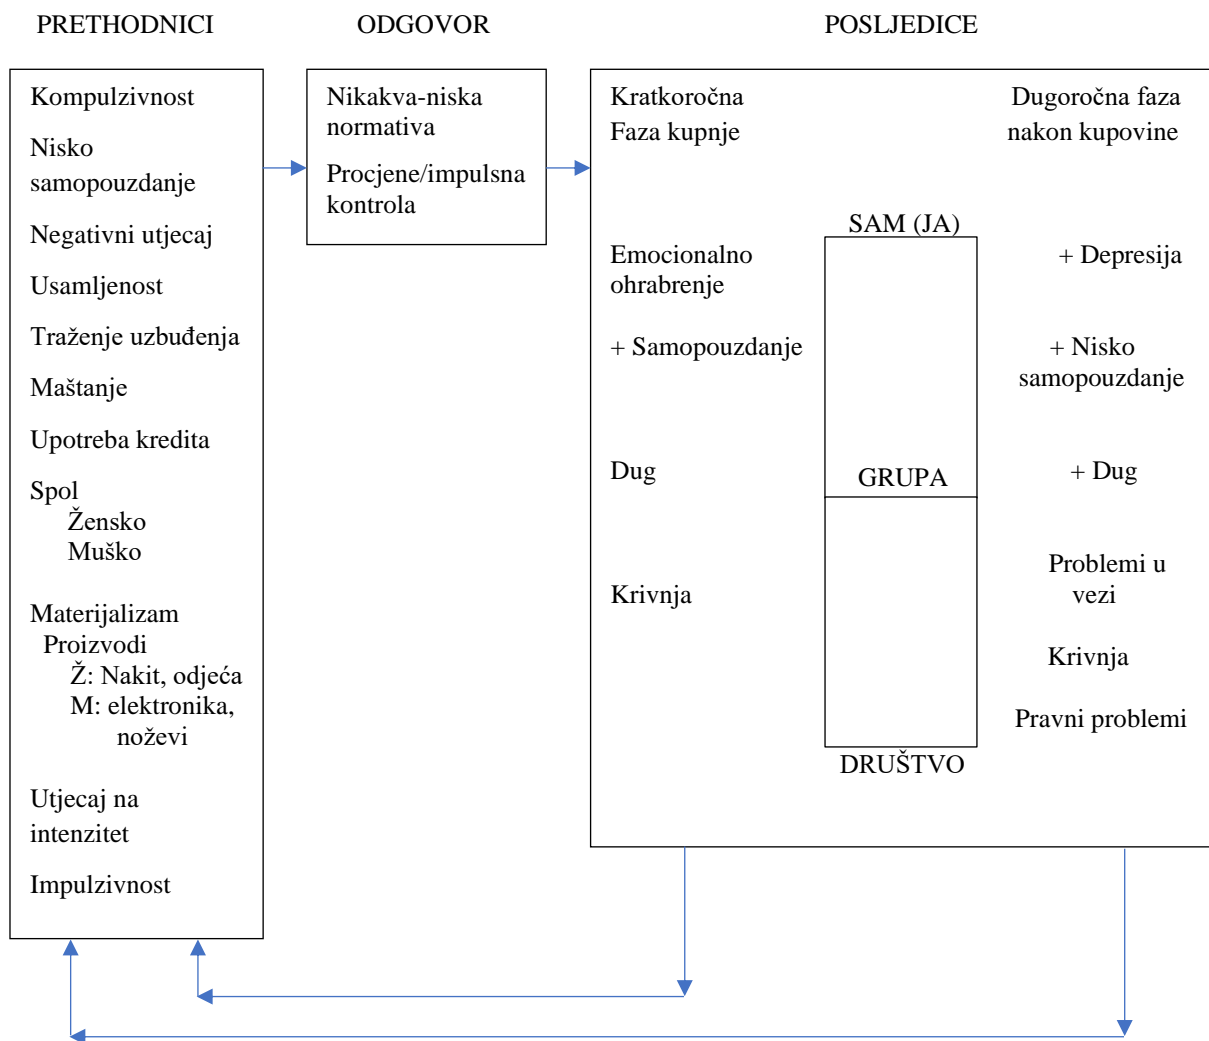 PRETHODNICI
ODGOVOR
POSLJEDICE
Kompulzivnost
Nisko
samopouzdanje
Negativni utjecaj
Usamljenost
Traženje uzbuđenja
Maštanje
Upotreba kredita
Spol
Žensko
Muško
Materijalizam
Proizvodi
Ž: Nakit, odjeća
M: elektronika,
noževi
Utjecaj na
intenzitet
Impulzivnost
Nikakva-niska
normativa
Procjene/impulsna
kontrola
Kratkoročna
Faza kupnje
Emocionalno
ohrabrenje
+ Samopouzdanje
Dug
Krivnja
SAM (JA)
GRUPA
DRUŠTVO
Dugoročna faza
nakon kupovine
+ Depresija
+ Nisko
samopouzdanje
+ Dug
Problemi u
vezi
Krivnja
Pravni problemi